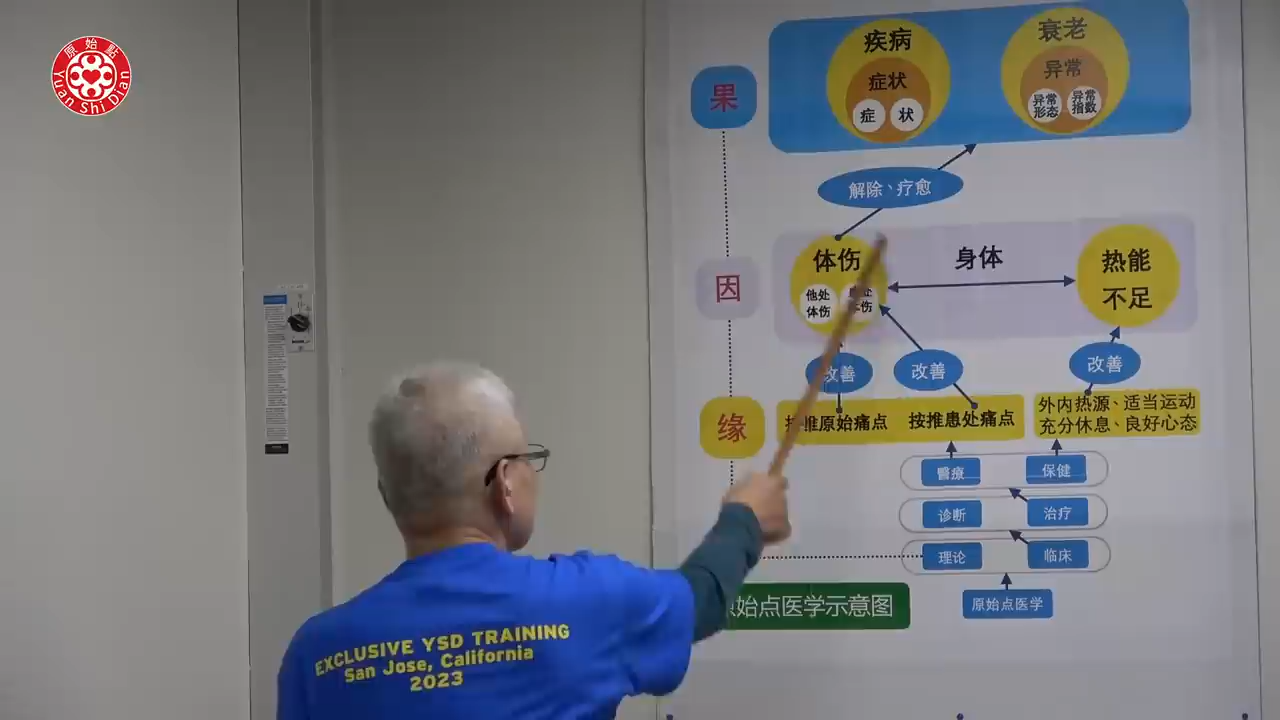 原始點
Yuan Shi Dian
疾病
症状
症
状
衰老
异常
异常
形态
异常
指数
果
解除、疗愈
因
体伤
他处
体伤
身体
热能
不足
改善
改善
改善
缘
原始痛点
按推患处痛点
外内热源、适当运动
充分休息、良好心态
醫療
保健
诊断
治疗
理论
临床
原始点医学
始点医学示意图
EXCLUSIVE YSD TRAINING
San Jose, California
2023